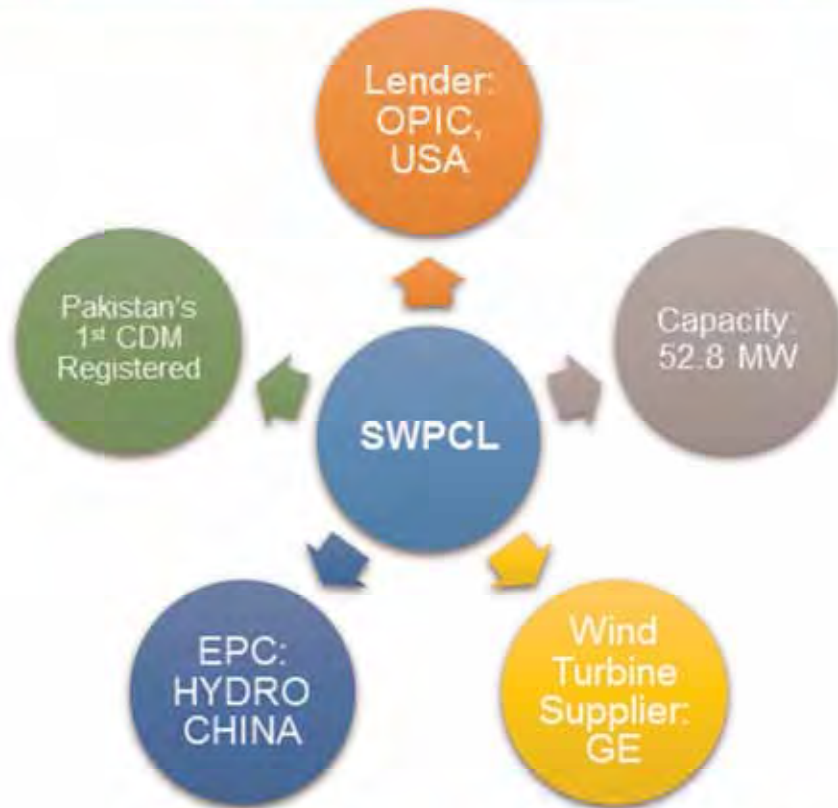 Lender:
OPIC,
USA
Pakistan's
1st CDM
Registered
Capacity:
52.8 MW
SWPCL
EPC:
HYDRO
CHINA
Wind
Turbine
Supplier:
GE